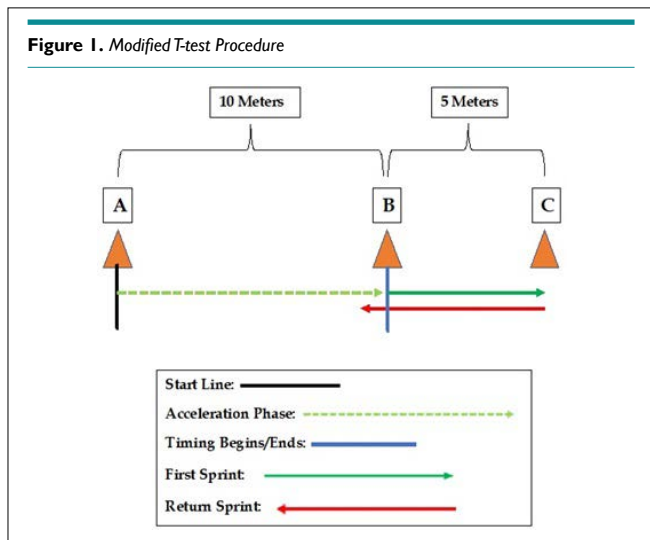 Figure 1. Modified T-test Procedure
10 Meters 5 Meters
A B C
Start Line:
Acceleration Phase:
Timing Begins/Ends:
First Sprint:
Return Sprint: